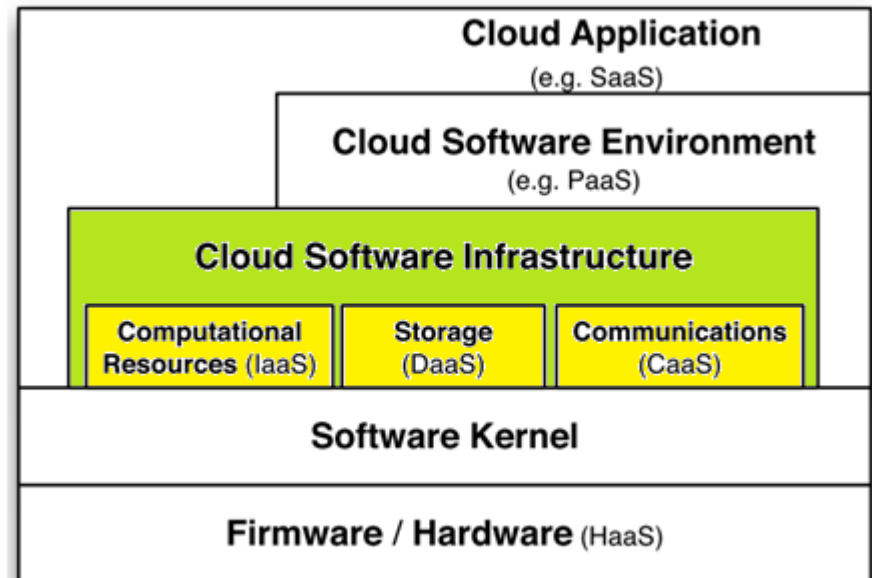 Cloud Application
(e.g. SaaS)
Cloud Software Environment
(e.g. PaaS)
Cloud Software Infrastructure
Computational
Resources (IaaS)
Storage
(DaaS)
Communications
(CaaS)
Software Kernel
Firmware / Hardware (HaaS)